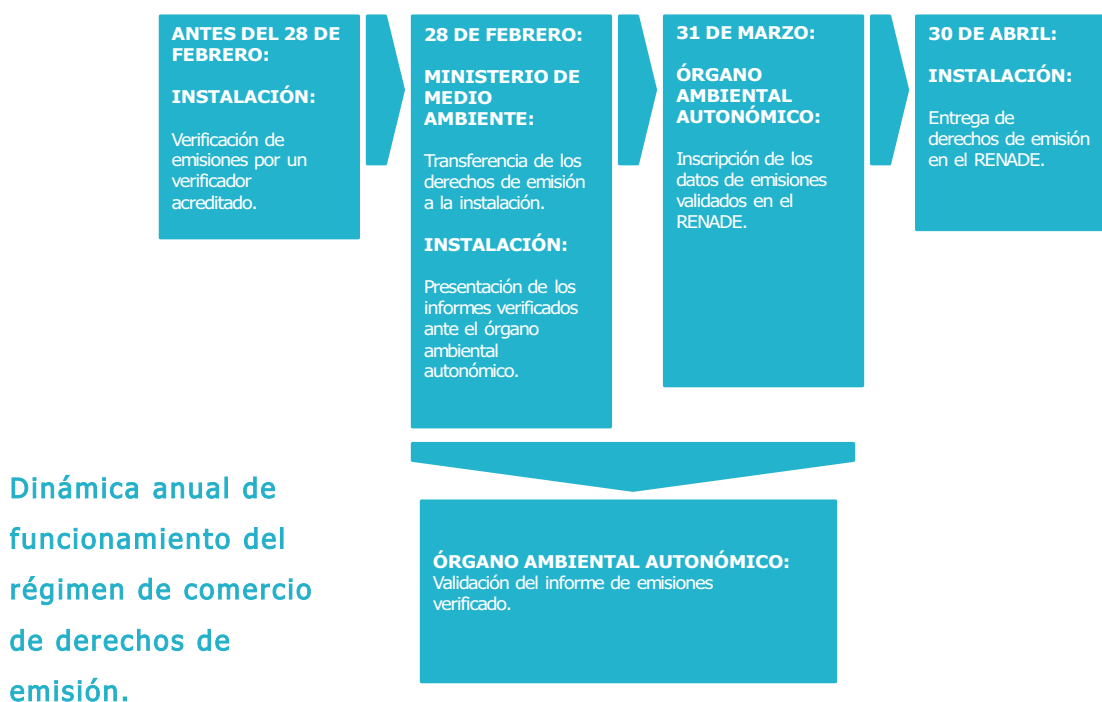 ANTES DEL 28 DE
FEBRERO:
INSTALACIÓN:
Verificación de
emisiones por un
verificador
acreditado.
28 DE FEBRERO:
MINISTERIO DE
MEDIO
AMBIENTE:
Transferencia de los
derechos de emisión
a la instalación.
INSTALACIÓN:
Presentación de los
informes verificados
ante el órgano
ambiental
autonómico.
31 DE MARZO:
ÓRGANO
AMBIENTAL
AUTONÓMICO:
Inscripción de los
datos de emisiones
validados en el
RENADE.
30 DE ABRIL:
INSTALACIÓN:
Entrega de
derechos de emisión
en el RENADE.
ÓRGANO AMBIENTAL AUTONÓMICO:
Validación del informe de emisiones
verificado.
Dinámica anual de
funcionamiento del
régimen de comercio
de derechos de
emisión.